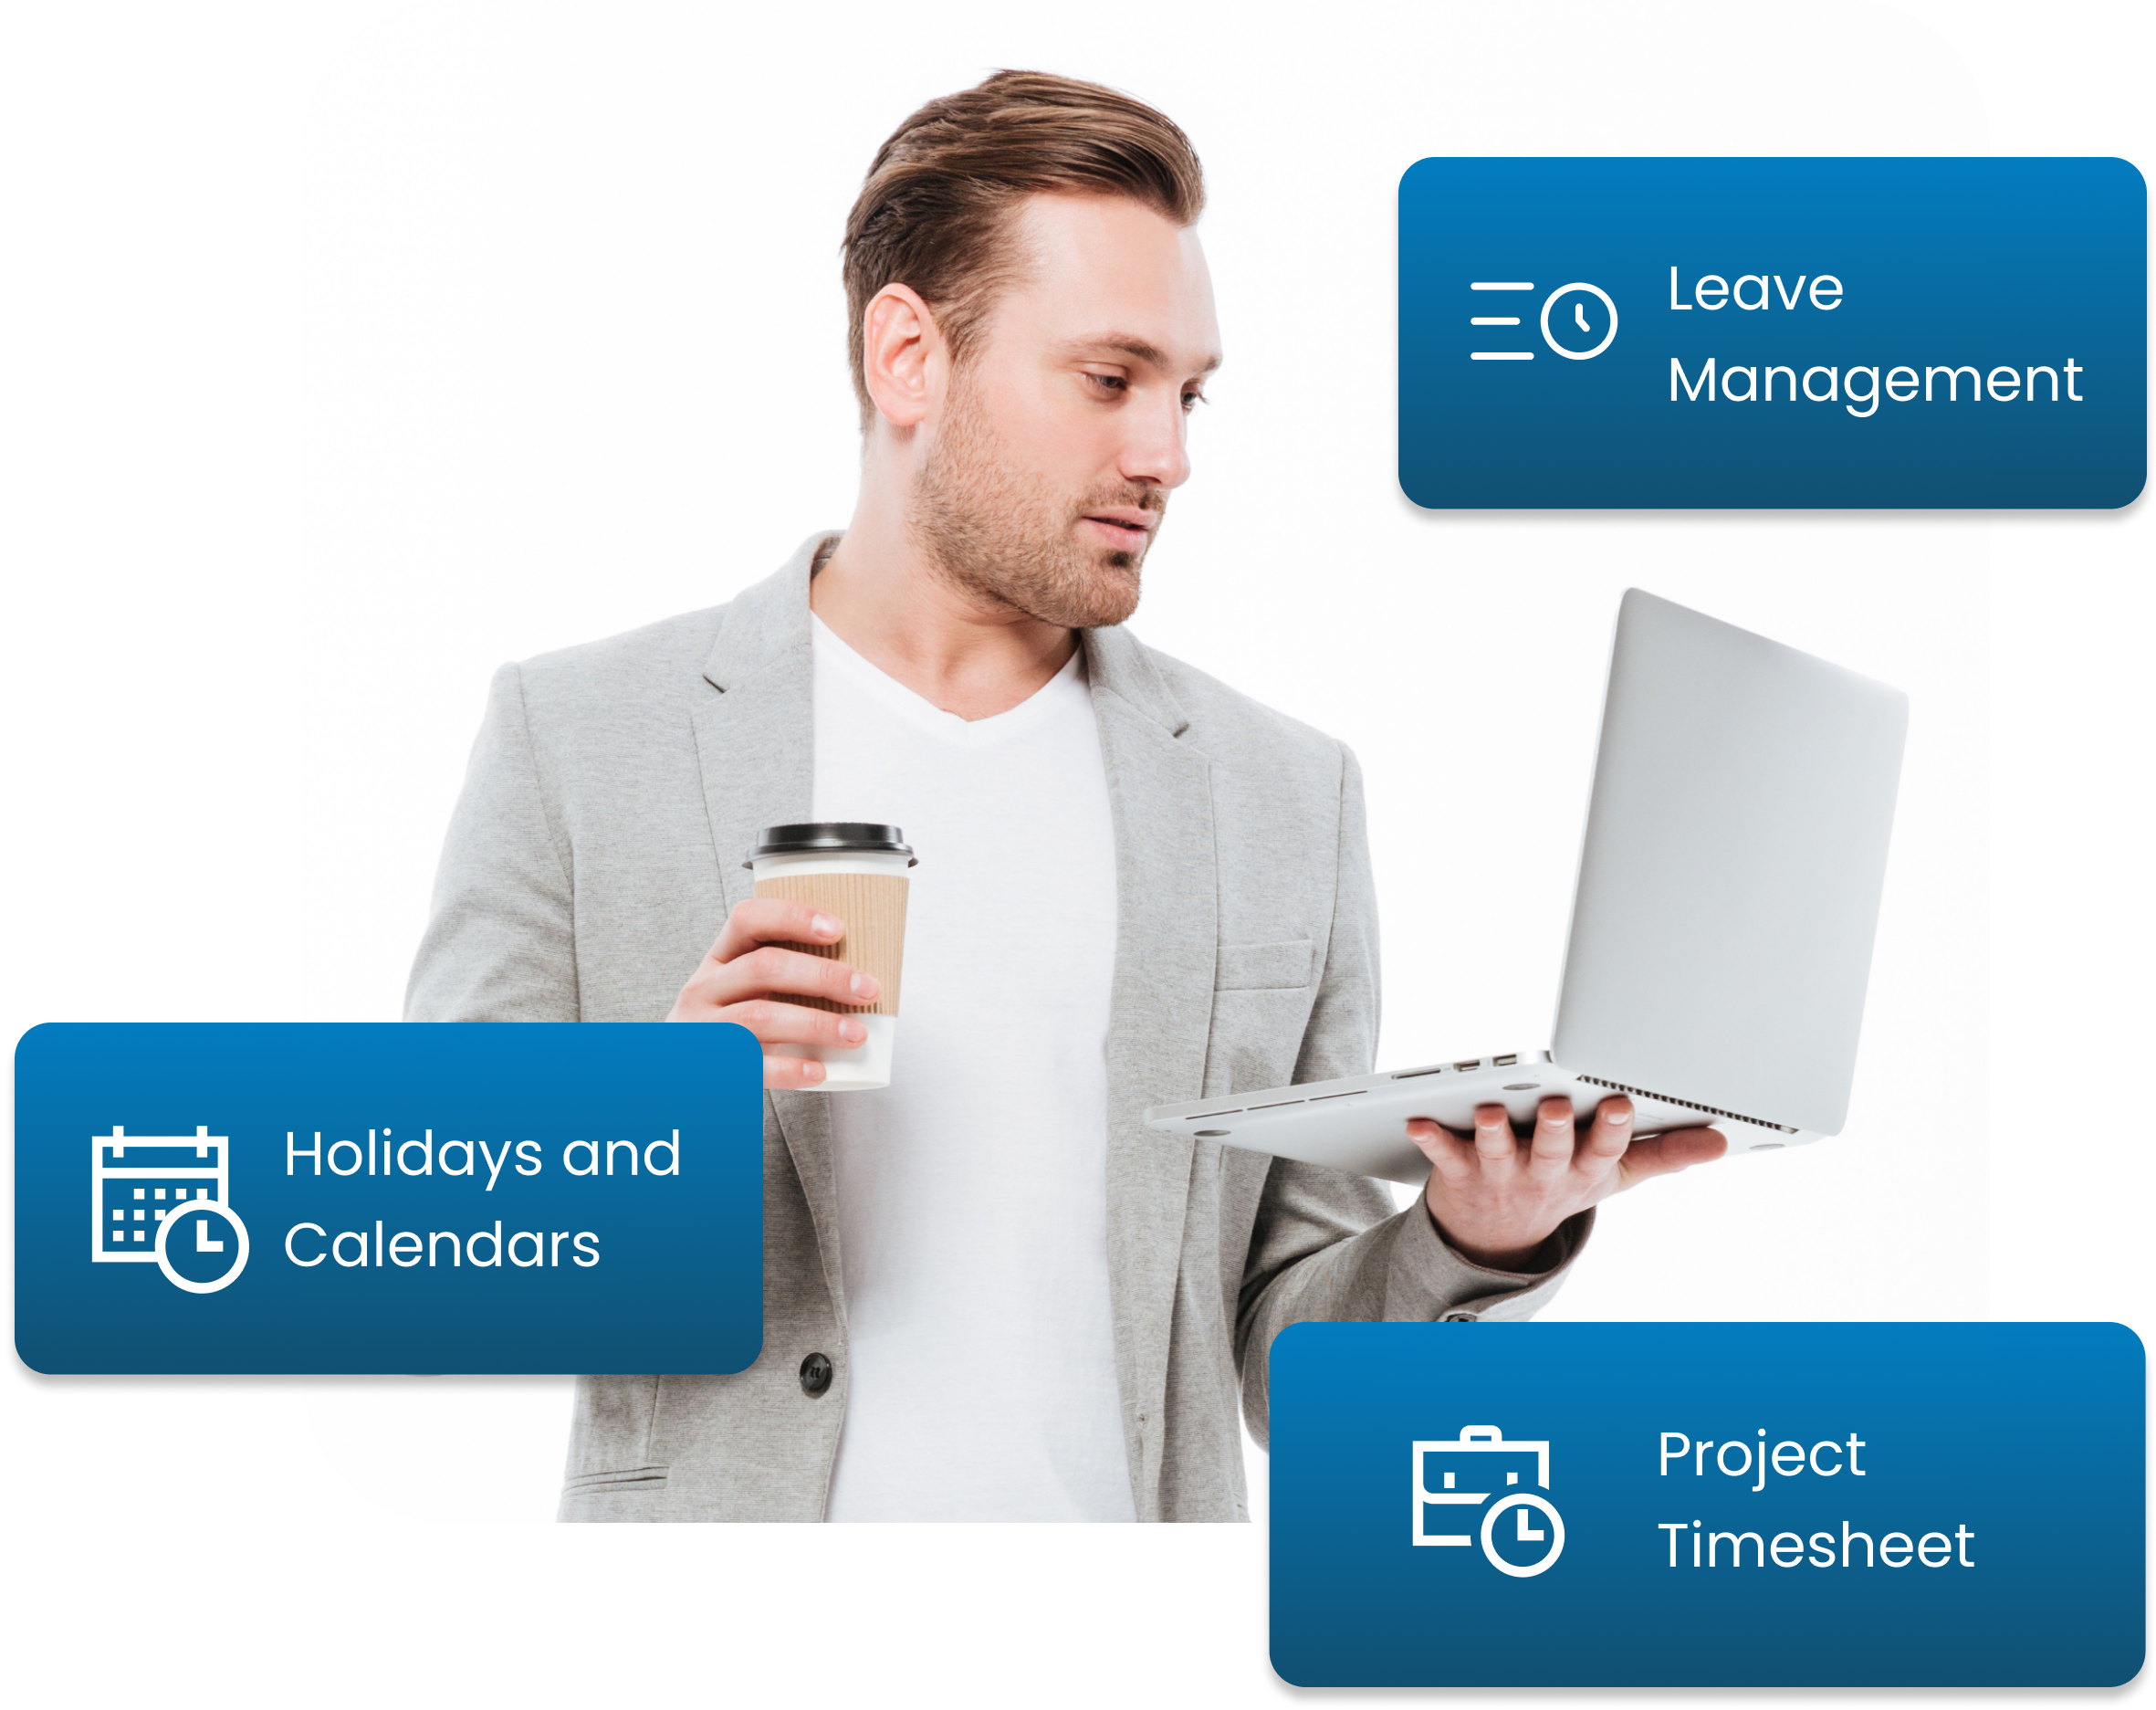 Leave
Management
Holidays and
Calendars
Project
Timesheet